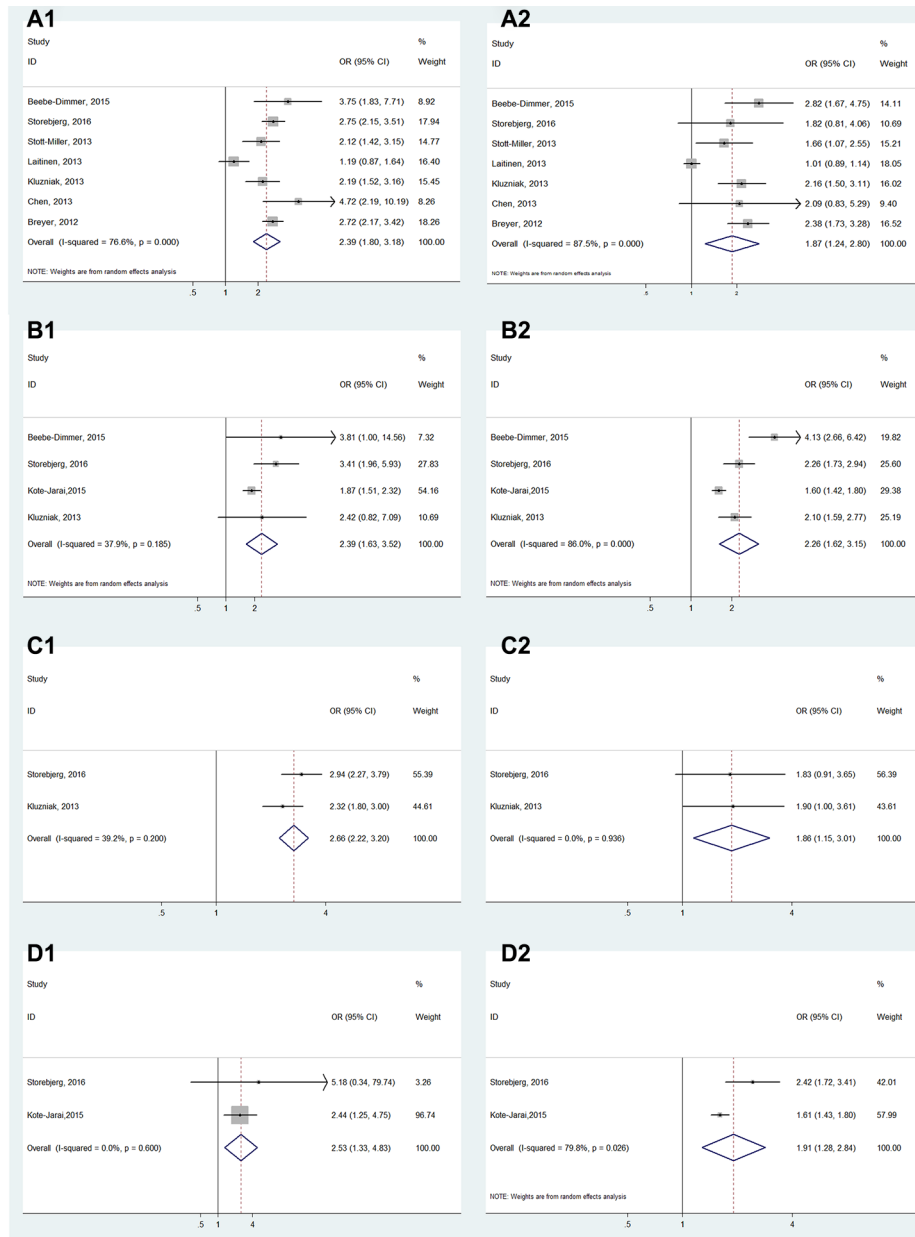 A1
Study %
ID OR (95% CI) Weight
Beebe-Dimmer, 2015 3.75 (1.83, 7.71) 8.92
Storebjerg, 2016 2.75 (2.15, 3.51) 17.94
Stott-Miller, 2013 2.12 (1.42, 3.15) 14.77
Laitinen, 2013 1.19 (0.87, 1.64) 16.40
Kluzniak, 2013 2.19 (1.52, 3.16) 15.45
Chen, 2013 4.72 (2.19, 10.19) 8.26
Breyer, 2012 2.72 (2.17, 3.42) 18.26
Overall (I-squared = 76.6%, p = 0.000) 2.39 (1.80, 3.18) 100.00
NOTE: Weights are from random effects analysis
.5 1 2
A2
Study %
ID OR (95% CI) Weight
Beebe-Dimmer, 2015 2.82 (1.67, 4.75) 14.11
Storebjerg, 2016 1.82 (0.81, 4.06) 10.69
Stott-Miller, 2013 1.66 (1.07, 2.55) 15.21
Laitinen, 2013 1.01 (0.89, 1.14) 18.05
Kluzniak, 2013 2.16 (1.50, 3.11) 16.02
Chen, 2013 2.09 (0.83, 5.29) 9.40
Breyer, 2012 2.38 (1.73, 3.28) 16.52
Overall (I-squared = 87.5%, p = 0.000) 1.87 (1.24, 2.80) 100.00
NOTE: Weights are from random effects analysis
.5 1 2
B1
Study %
ID OR (95% CI) Weight
Beebe-Dimmer, 2015 3.81 (1.00, 14.56) 7.32
Storebjerg, 2016 3.41 (1.96, 5.93) 27.83
Kote-Jarai,2015 1.87 (1.51, 2.32) 54.16
Kluzniak, 2013 2.42 (0.82, 7.09) 10.69
Overall (I-squared = 37.9%, p = 0.185) 2.39 (1.63, 3.52) 100.00
NOTE: Weights are from random effects analysis
.5 1 2
B2
Study %
ID OR (95% CI) Weight
Beebe-Dimmer, 2015 4.13 (2.66, 6.42) 19.82
Storebjerg, 2016 2.26 (1.73, 2.94) 25.60
Kote-Jarai,2015 1.60 (1.42, 1.80) 29.38
Kluzniak, 2013 2.10 (1.59, 2.77) 25.19
Overall (I-squared = 86.0%, p = 0.000) 2.26 (1.62, 3.15) 100.00
NOTE: Weights are from random effects analysis
.5 1 2
C1
Study %
ID OR (95% CI) Weight
Storebjerg, 2016 2.94 (2.27, 3.79) 55.39
Kluzniak, 2013 2.32 (1.80, 3.00) 44.61
Overall (I-squared = 39.2%, p = 0.200) 2.66 (2.22, 3.20) 100.00
.5 1 4
C2
Study %
ID OR (95% CI) Weight
Storebjerg, 2016 1.83 (0.91, 3.65) 56.39
Kluzniak, 2013 1.90 (1.00, 3.61) 43.61
Overall (I-squared = 0.0%, p = 0.936) 1.86 (1.15, 3.01) 100.00
.5 1 4
D1
Study %
ID OR (95% CI) Weight
Storebjerg, 2016 5.18 (0.34, 79.74) 3.26
Kote-Jarai,2015 2.44 (1.25, 4.75) 96.74
Overall (I-squared = 0.0%, p = 0.600) 2.53 (1.33, 4.83) 100.00
.5 1 4
D2
Study %
ID OR (95% CI) Weight
Storebjerg, 2016 2.42 (1.72, 3.41) 42.01
Kote-Jarai,2015 1.61 (1.43, 1.80) 57.99
Overall (I-squared = 79.8%, p = 0.026) 1.91 (1.28, 2.84) 100.00
NOTE: Weights are from random effects analysis
.5 1 4